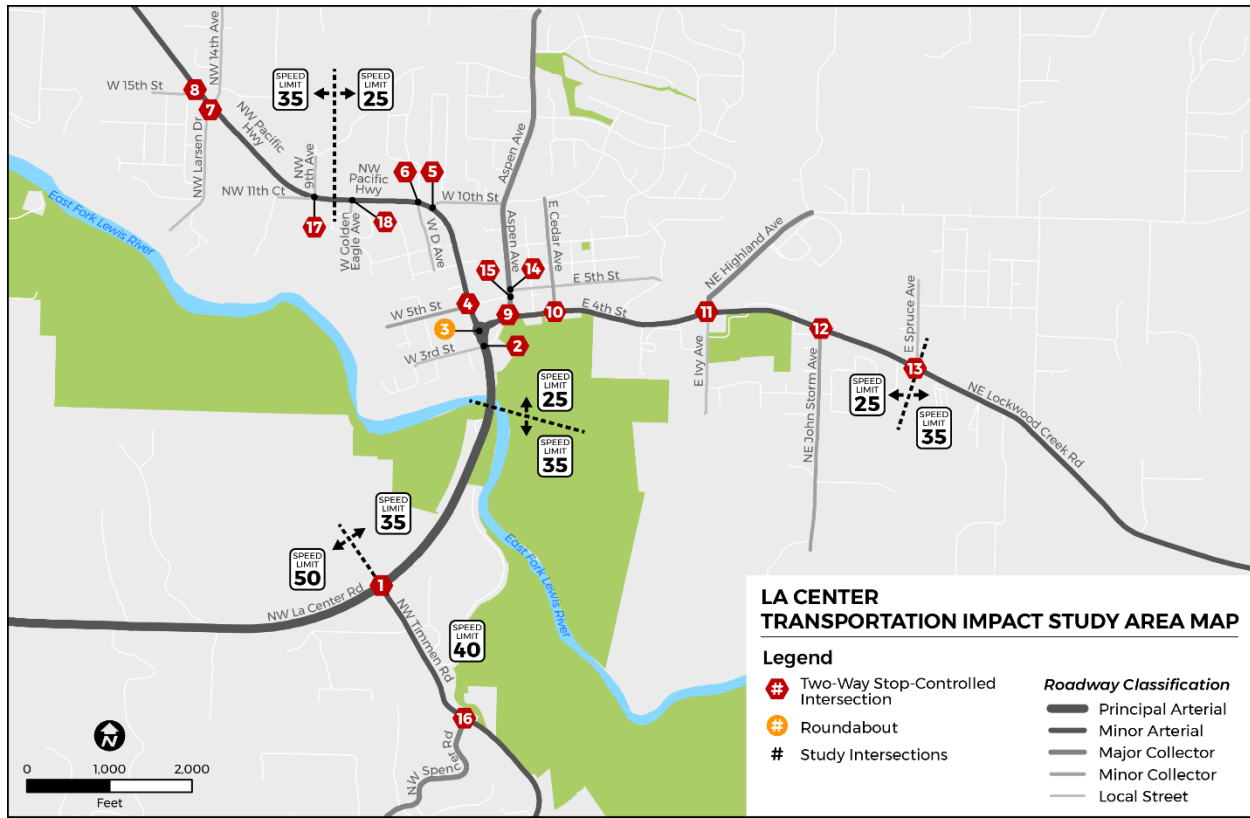 NW 14th Ave
W 15th St
8
7
NW Pacific
Hwy
NW Larsen Dr
SPEED
LIMIT
35
SPEED
LIMIT
25
NW
9th Ave
NW 11th Ct
17
NW
Pacific
Hwy
W Golden
Eagle Ave
18
6
5
W 10th St
W D Ave
Aspen Ave
Aspen Ave
E Cedar Ave
East Fork Lewis River
15
14
E 5th St
W 5th St
4
9
10
E 4th St
3
W 3rd St
2
NE Highland Ave
11
E Ivy Ave
12
NE John Storm Ave
E Spruce Ave
13
SPEED
LIMIT
25
SPEED
LIMIT
35
NE Lockwood Creek Rd
SPEED
LIMIT
25
SPEED
LIMIT
35
SPEED
LIMIT
35
SPEED
LIMIT
50
NW La Center Rd
1
NW Timmen Rd
East Fork Lewis River
SPEED
LIMIT
40
16
NW Spencer Rd
N
0 1,000 2,000
Feet
LA CENTER
TRANSPORTATION IMPACT STUDY AREA MAP
Legend
# Two-Way Stop-Controlled
Intersection
# Roundabout
# Study Intersections
Roadway Classification
Principal Arterial
Minor Arterial
Major Collector
Minor Collector
Local Street